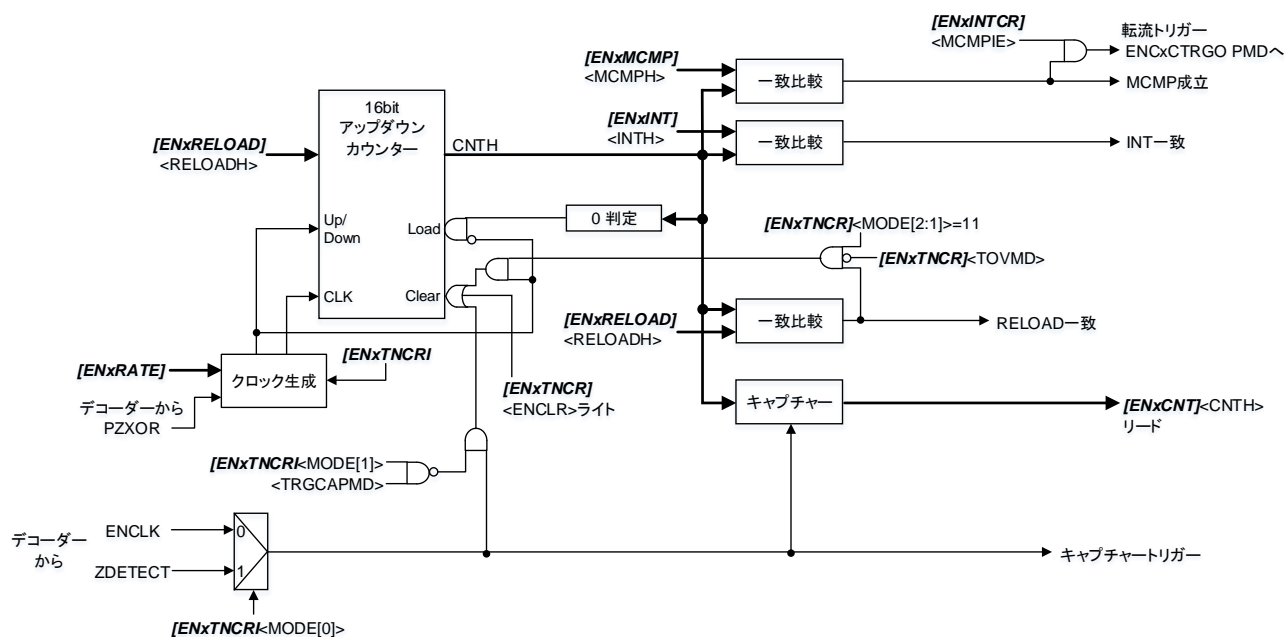 [ENxINTCR]
<MCMPIE>
転流トリガー
ENCxCTRGO PMDへ
[ENxMCMP]
<MCMPH>
一致比較
MCMP成立
16bit
アップダウン
カウンター
[ENxRELOAD]
<RELOADH>
CNTH
[ENxINT]
<INTH>
一致比較
INT一致
Up/
Down
Load
0 判定
[ENxTNCR]<MODE[2:1]>=11
[ENxTNCR]<TOVMD>
CLK
Clear
[ENxRELOAD]
<RELOADH>
一致比較
RELOAD一致
[ENxRATE]
クロック生成
[ENxTNCRI
デコーダーから
PZXOR
[ENxTNCR]
<ENCLR>ライト
キャプチャー
[ENxCNT]<CNTH>
リード
[ENxTNCRI<MODE[1]>
<TRGCAPMD>
デコーダー
から
ENCLK
0
ZDETECT
1
キャプチャートリガー
[ENxTNCRI<MODE[0]>